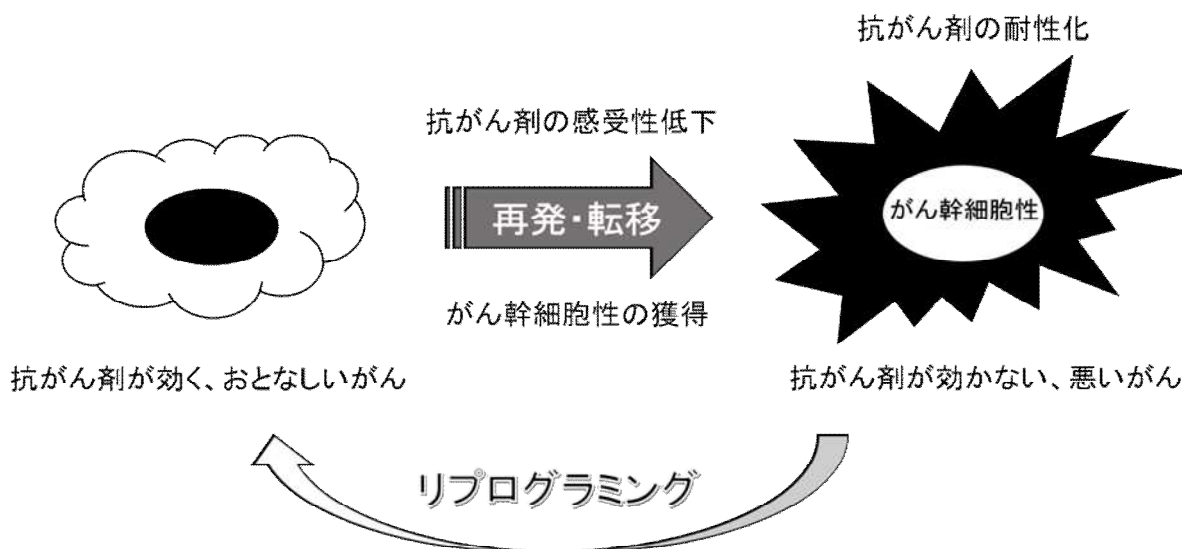 抗がん剤の耐性化
抗がん剤の感受性低下
再発・転移
がん幹細胞性
がん幹細胞性の獲得
抗がん剤が効く、おとなしいがん
抗がん剤が効かない、悪いがん
リプログラミング